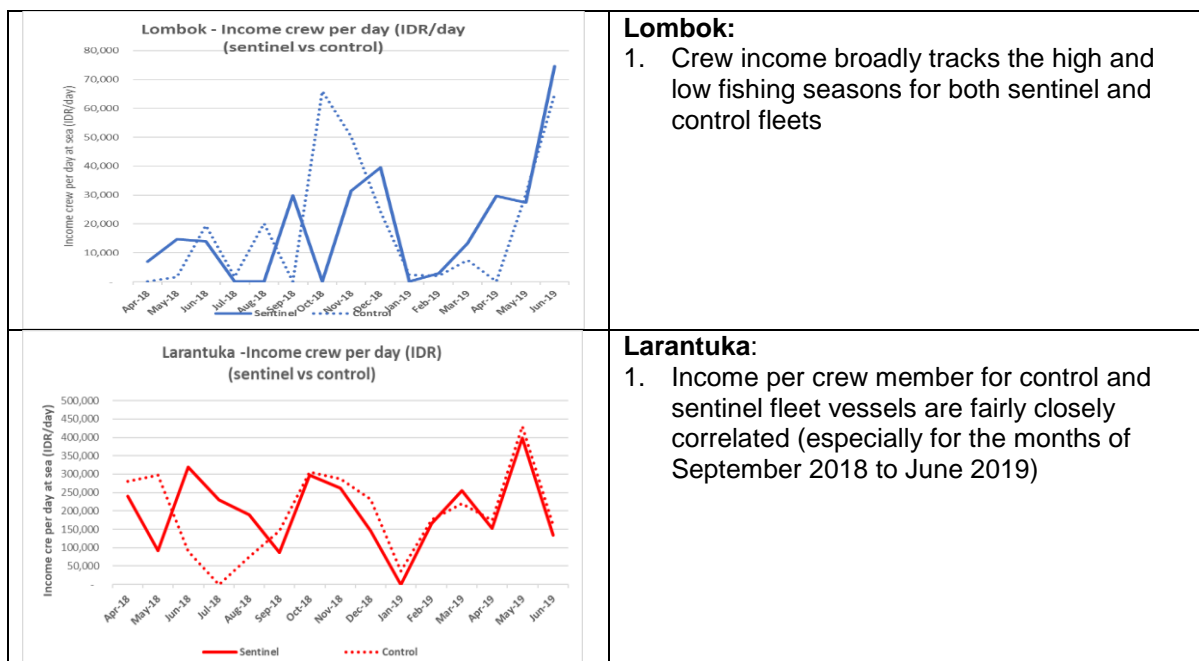 Lombok - Income crew per day (IDR/day
(sentinel vs control)
Income crew per day at sea (IDR/day)
80,000
70,000
60,000
50,000
40,000
30,000
20,000
10,000
-
Apr-18 May-18 Jun-18 Jul-18 Aug-18 Sep-18 Oct-18 Nov-18 Dec-18 Jan-19 Feb-19 Mar-19 Apr-19 May-19 Jun-19
Sentinel Control
Lombok:
1. Crew income broadly tracks the high and
low fishing seasons for both sentinel and
control fleets
Larantuka -Income crew per day (IDR)
(sentinel vs control)
Income cre per day at sea (IDR/day)
500,000
450,000
400,000
350,000
300,000
250,000
200,000
150,000
100,000
50,000
-
Apr-18 May-18 Jun-18 Jul-18 Aug-18 Sep-18 Oct-18 Nov-18 Dec-18 Jan-19 Feb-19 Mar-19 Apr-19 May-19 Jun-19
Sentinel Control
Larantuka:
1. Income per crew member for control and
sentinel fleet vessels are fairly closely
correlated (especially for the months of
September 2018 to June 2019)